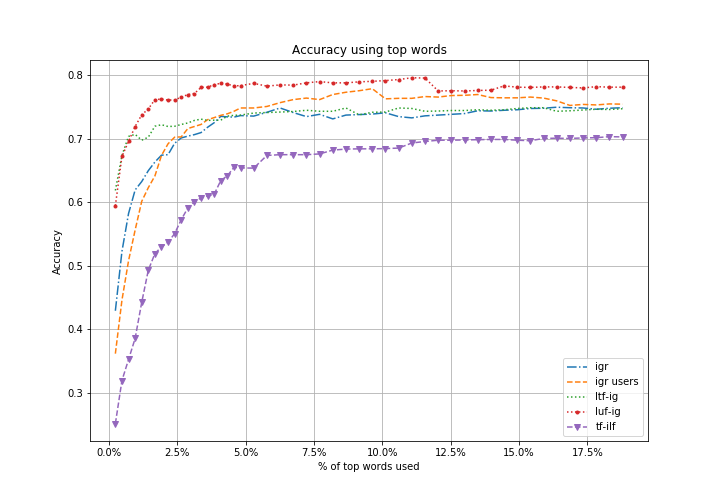 Accuracy using top words
0.8
0.7
0.6
0.5
0.4
0.3
Accuracy
igr
igr users
ltf-ig
luf-ig
tf-ilf
0.0% 2.5% 5.0% 7.5% 10.0% 12.5% 15.0% 17.5%
% of top words used